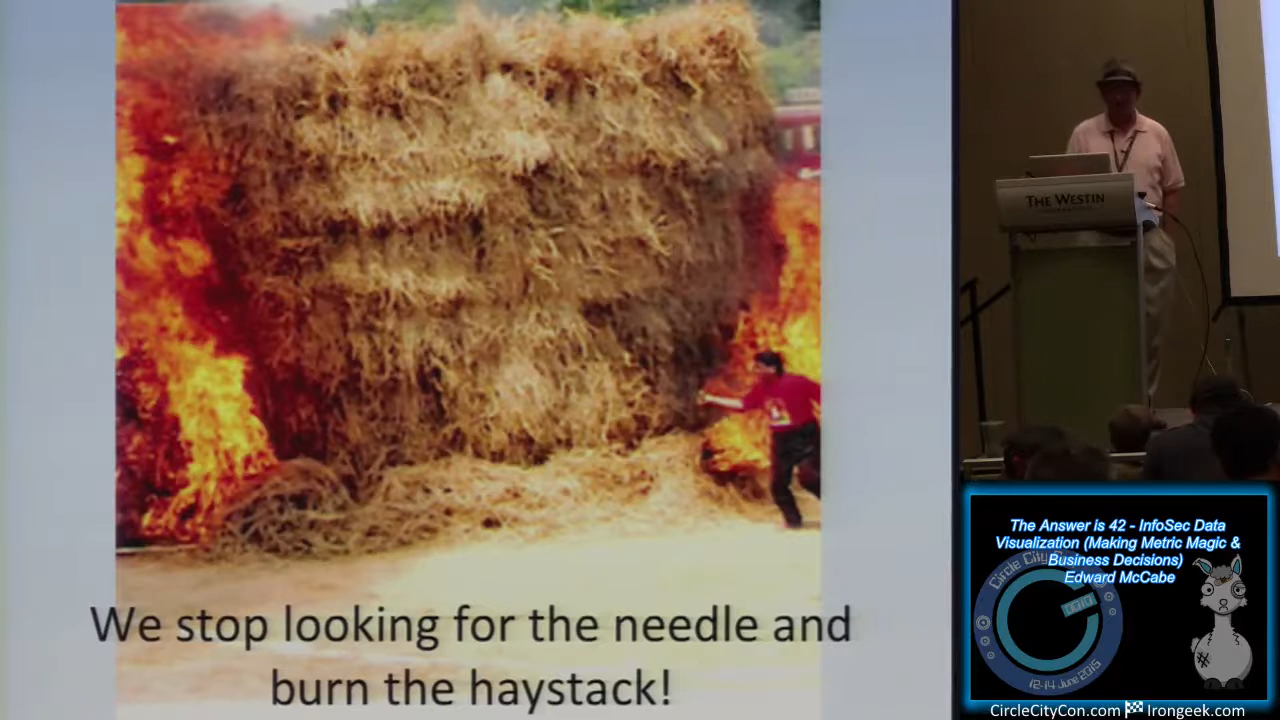 We stop looking for the needle and
burn the haystack!
THE WESTIN
The Answer is 42 - InfoSec Data
Visualization (Making Metric Magic &
Business Decisions)
Edward McCabe
Circle City
12-14 June 2015
CircleCityCon.com Irongeek.com